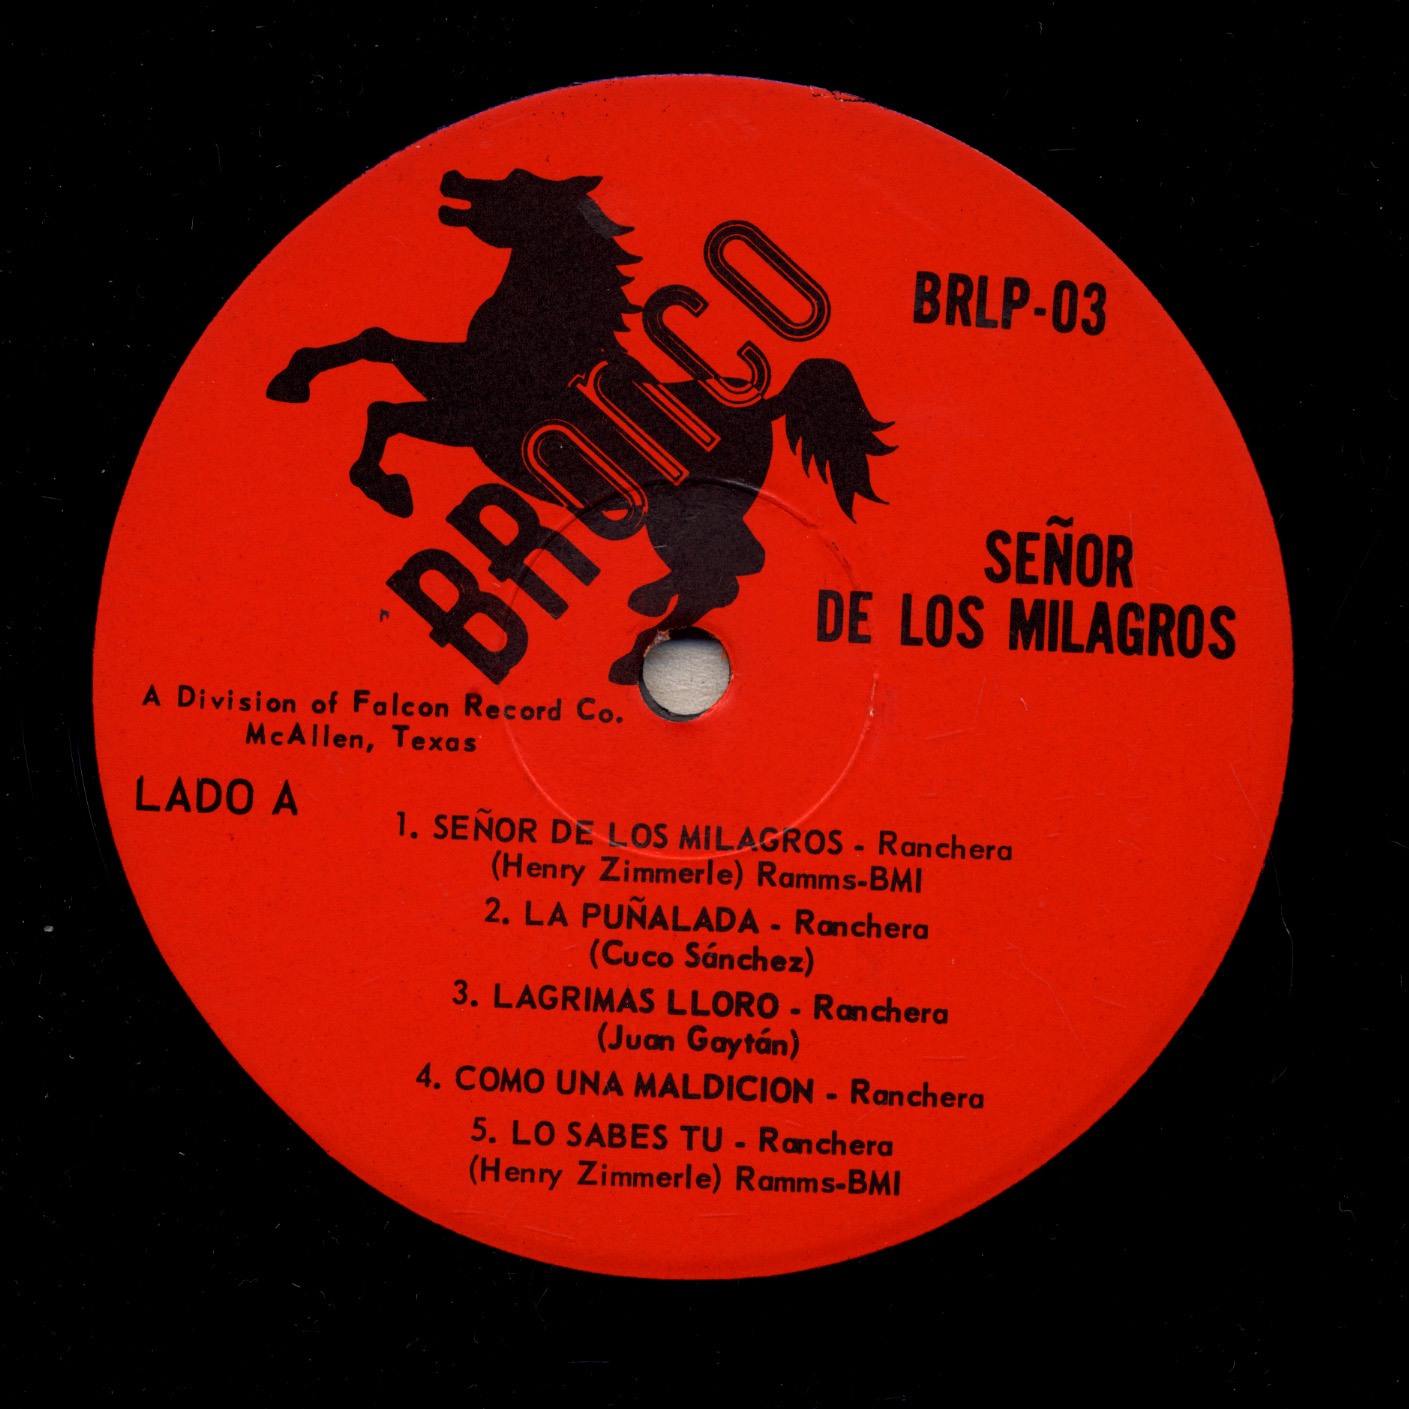 BRONCO
BRLP-03
SEÑOR
DE LOS MILAGROS
A Division of Falcon Record Co.
McAllen, Texas
LADO A
1. SEÑOR DE LOS MILAGROS - Ranchera
(Henry Zimmerle) Ramms-BMI
2. LA PUÑALADA - Ranchera
(Cuco Sánchez)
3. LAGRIMAS LLORO - Ranchera
(Juan Gaytán)
4. COMO UNA MALDICION - Ranchera
5. LO SABES TU - Ranchera
(Henry Zimmerle) Ramms-BMI